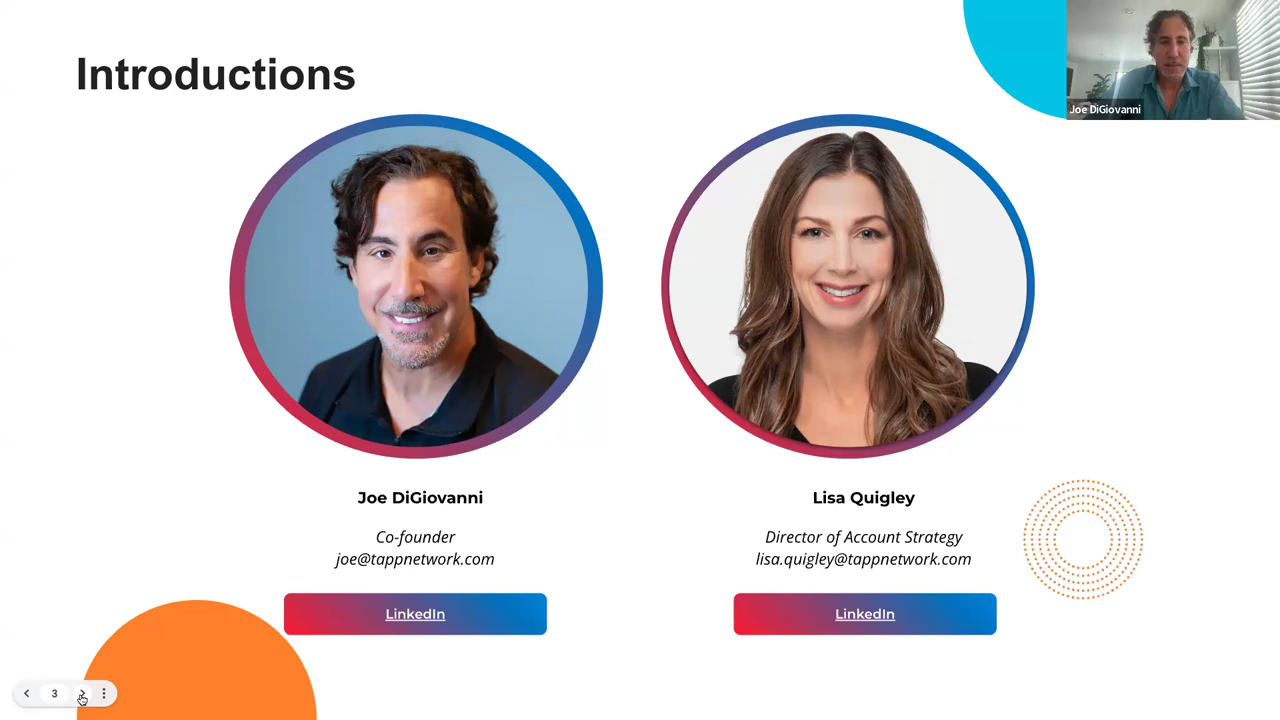 Introductions
Joe DiGiovanni
Joe DiGiovanni
Co-founder
joe@tappnetwork.com
LinkedIn
Lisa Quigley
Director of Account Strategy
lisa.quigley@tappnetwork.com
LinkedIn
3